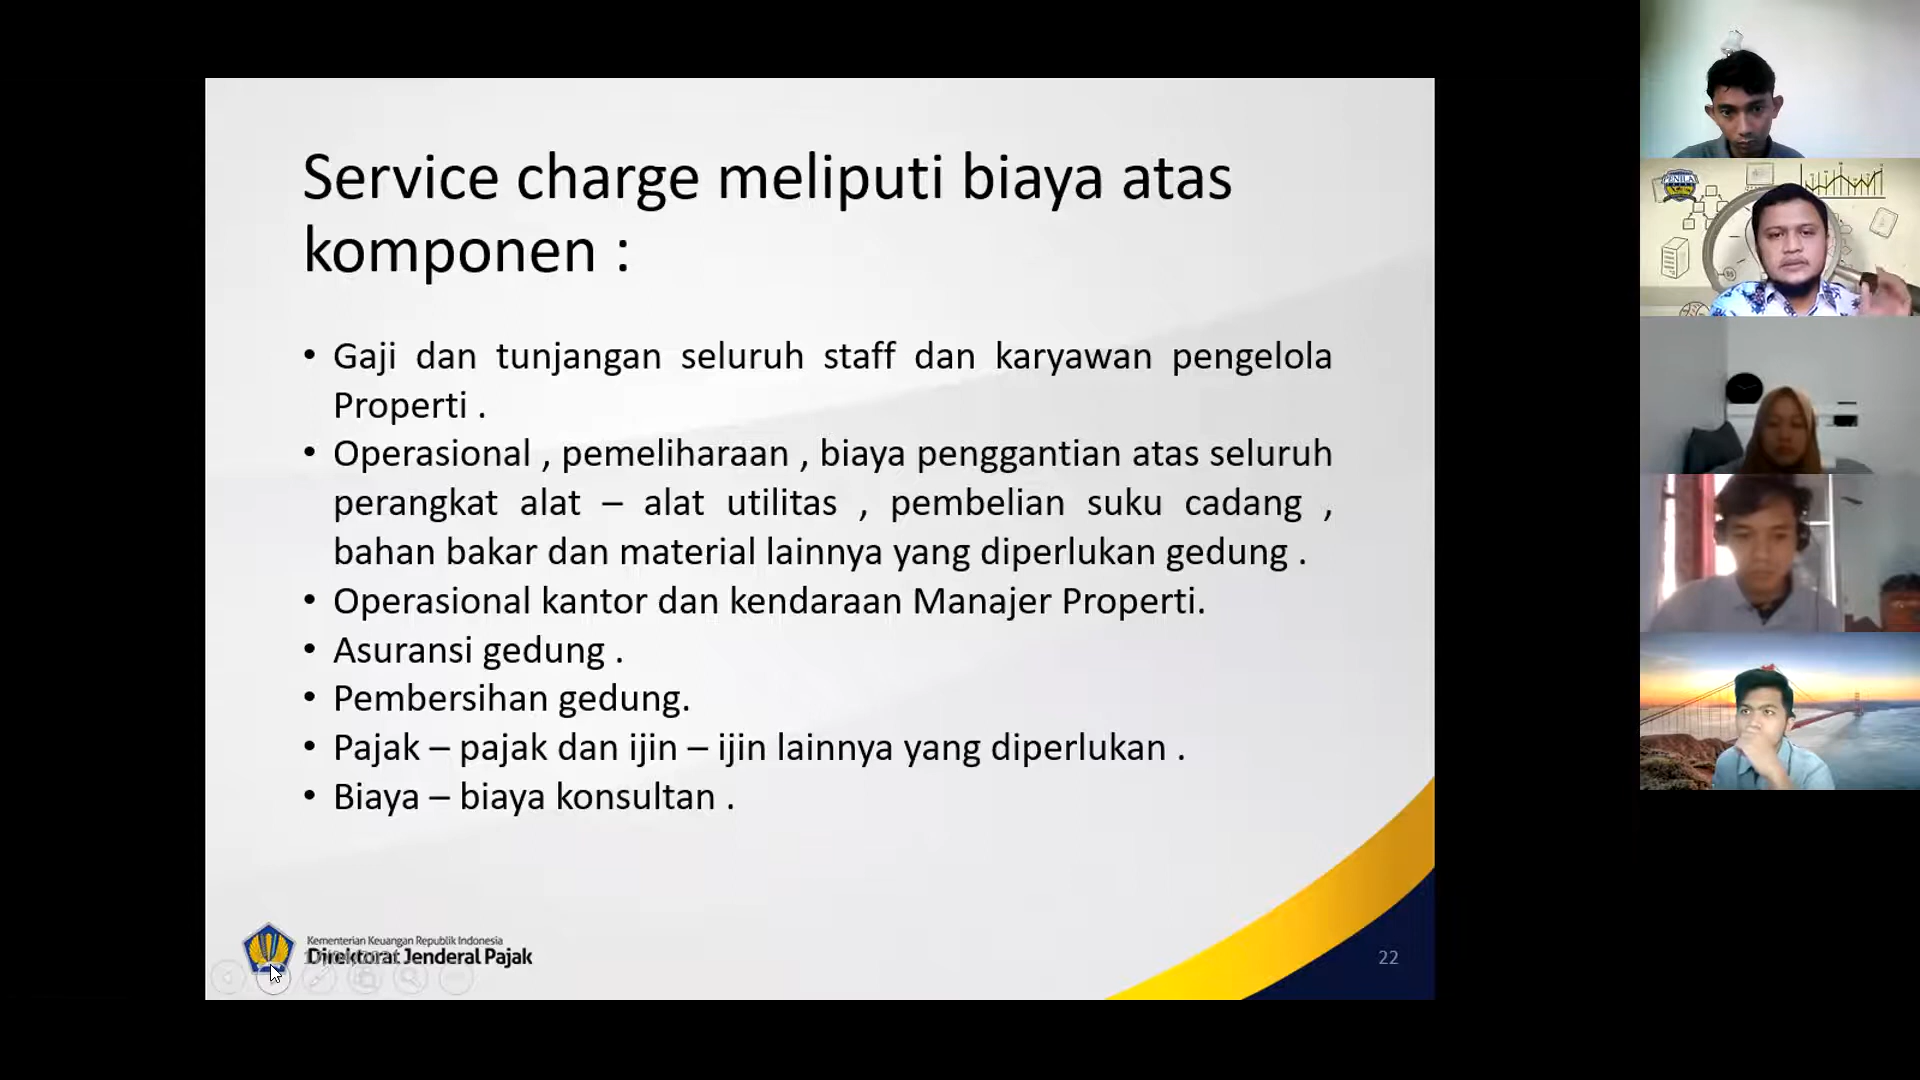 Service charge meliputi biaya atas
komponen :
• Gaji dan tunjangan seluruh staff dan karyawan pengelola
Properti .
• Operasional , pemeliharaan , biaya penggantian atas seluruh
perangkat alat – alat utilitas , pembelian suku cadang ,
bahan bakar dan material lainnya yang diperlukan gedung .
• Operasional kantor dan kendaraan Manajer Properti.
• Asuransi gedung .
• Pembersihan gedung.
• Pajak – pajak dan ijin – ijin lainnya yang diperlukan .
• Biaya – biaya konsultan .
Kementerian Keuangan Republik Indonesia
Direktorat Jenderal Pajak
22